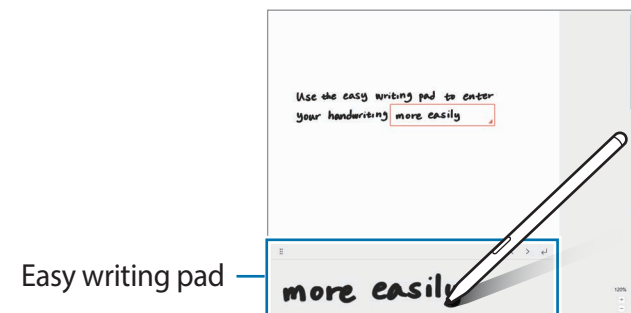 Use the easy writing pad to enter
your handwriting more easily
Easy writing pad
more easily
120%